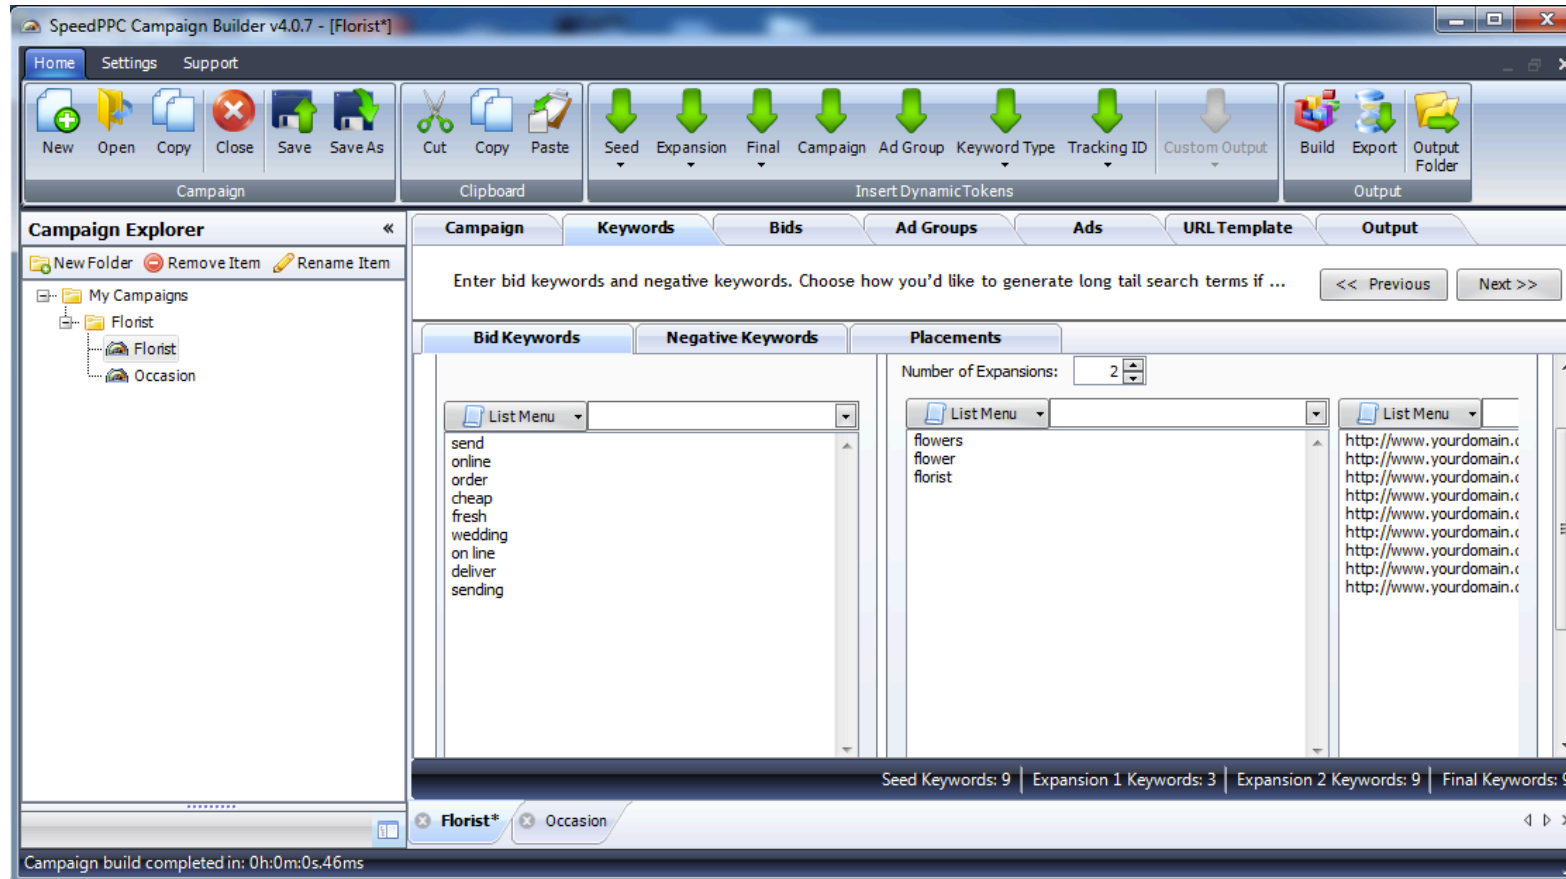 SpeedPPC Campaign Builder v4.0.7 - [Florist*]
Home Settings Support
New Open Copy Close Save Save As Cut Copy Paste Seed Expansion Final Campaign Ad Group Keyword Type Tracking ID Custom Output Build Export Output Folder
Campaign Clipboard Insert Dynamic Tokens Output
Campaign Explorer «
New Folder Remove Item Rename Item
My Campaigns
Florist
Florist
Occasion
Campaign Keywords Bids Ad Groups Ads URL Template Output
Enter bid keywords and negative keywords. Choose how you'd like to generate long tail search terms if ...
<< Previous Next >>
Bid Keywords Negative Keywords Placements
Number of Expansions: 2
List Menu
send
online
order
cheap
fresh
wedding
on line
deliver
sending
List Menu
flowers
flower
florist
List Menu
http://www.yourdomain.c
http://www.yourdomain.c
http://www.yourdomain.c
http://www.yourdomain.c
http://www.yourdomain.c
http://www.yourdomain.c
http://www.yourdomain.c
http://www.yourdomain.c
http://www.yourdomain.c
Seed Keywords: 9 | Expansion 1 Keywords: 3 | Expansion 2 Keywords: 9 | Final Keywords: 9
Florist* Occasion
Campaign build completed in: 0h:0m:0s.46ms